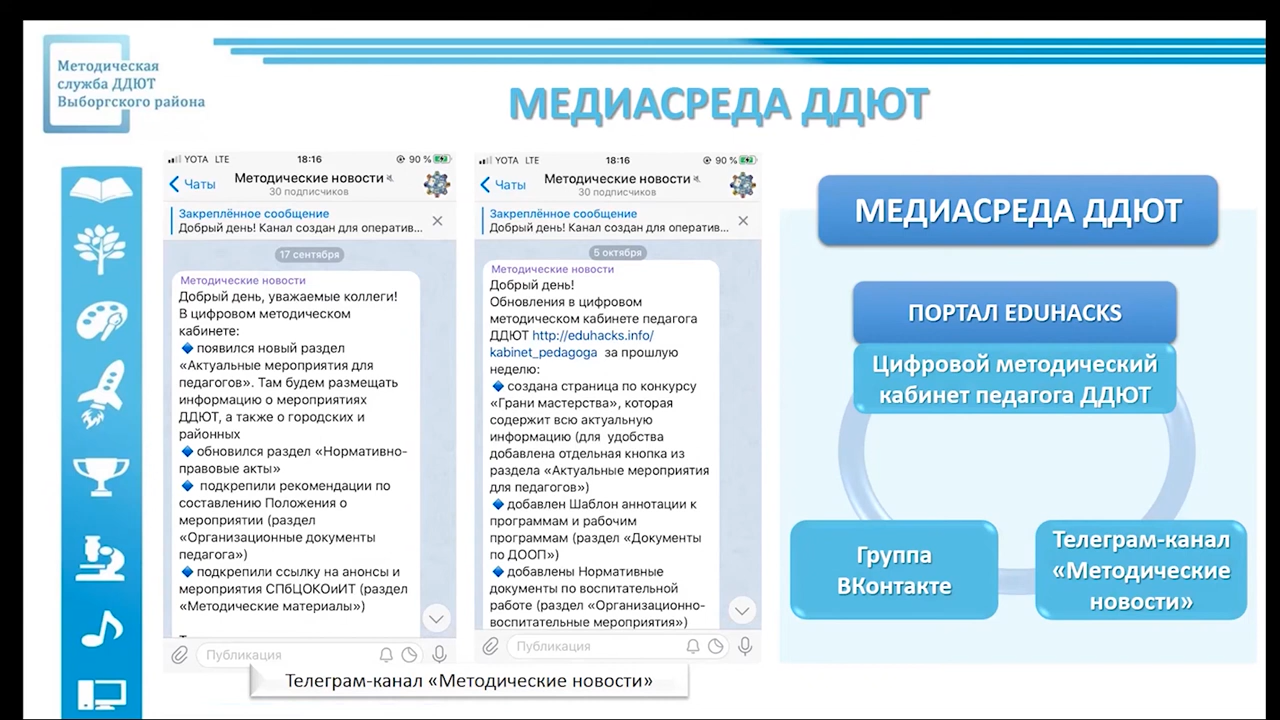 Методическая
служба ДДЮТ
Выборгского района
МЕДИАСРЕДА ДДЮТ
YOTA LTE 18:16 90 %
Чаты
Методические новости
30 подписчиков
Закреплённое сообщение
Добрый день! Канал создан для оператив...
17 сентября
Методические новости
Добрый день, уважаемые коллеги!
В цифровом методическом
кабинете:
появился новый раздел
«Актуальные мероприятия для
педагогов». Там будем размещать
информацию о мероприятиях
ДДЮТ, а также о городских и
районных
обновился раздел «Нормативно-
правовые акты»
подкрепили рекомендации по
составлению Положения о
мероприятии (раздел
«Организационные документы
педагога»)
подкрепили ссылку на анонсы и
мероприятия СПбЦОКОиИТ (раздел
«Методические материалы»)
Публикация
YOTA LTE 18:16 90 %
Чаты
Методические новости
30 подписчиков
Закреплённое сообщение
Добрый день! Канал создан для оператив...
5 октября
Методические новости
Добрый день!
Обновления в цифровом
методическом кабинете педагога
ДДЮТ http://eduhacks.info/
kabinet_pedagoga за прошлую
неделю:
создана страница по конкурсу
«Грани мастерства», которая
содержит всю актуальную
информацию (для удобства
добавлена отдельная кнопка из
раздела «Актуальные мероприятия
для педагогов»)
добавлен Шаблон аннотации к
программам и рабочим
программам (раздел «Документы
по ДООП»)
добавлены Нормативные
документы по воспитательной
работе (раздел «Организационно-
воспитательные мероприятия»)
Публикация
Телеграм-канал «Методические новости»
МЕДИАСРЕДА ДДЮТ
ПОРТАЛ EDUHACKS
Цифровой методический
кабинет педагога ДДЮТ
Группа
ВКонтакте
Телеграм-канал
«Методические
новости»